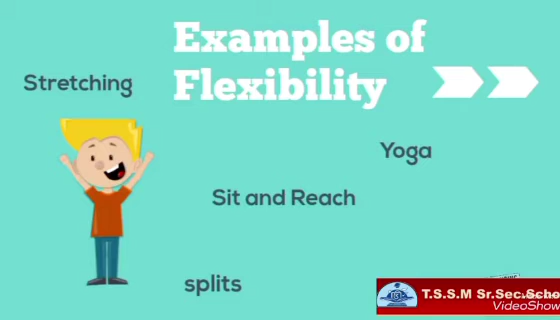 Examples of
Flexibility
Stretching
Yoga
Sit and Reach
splits
T.S.S.M Sr.Sec.Scho
VideoShow